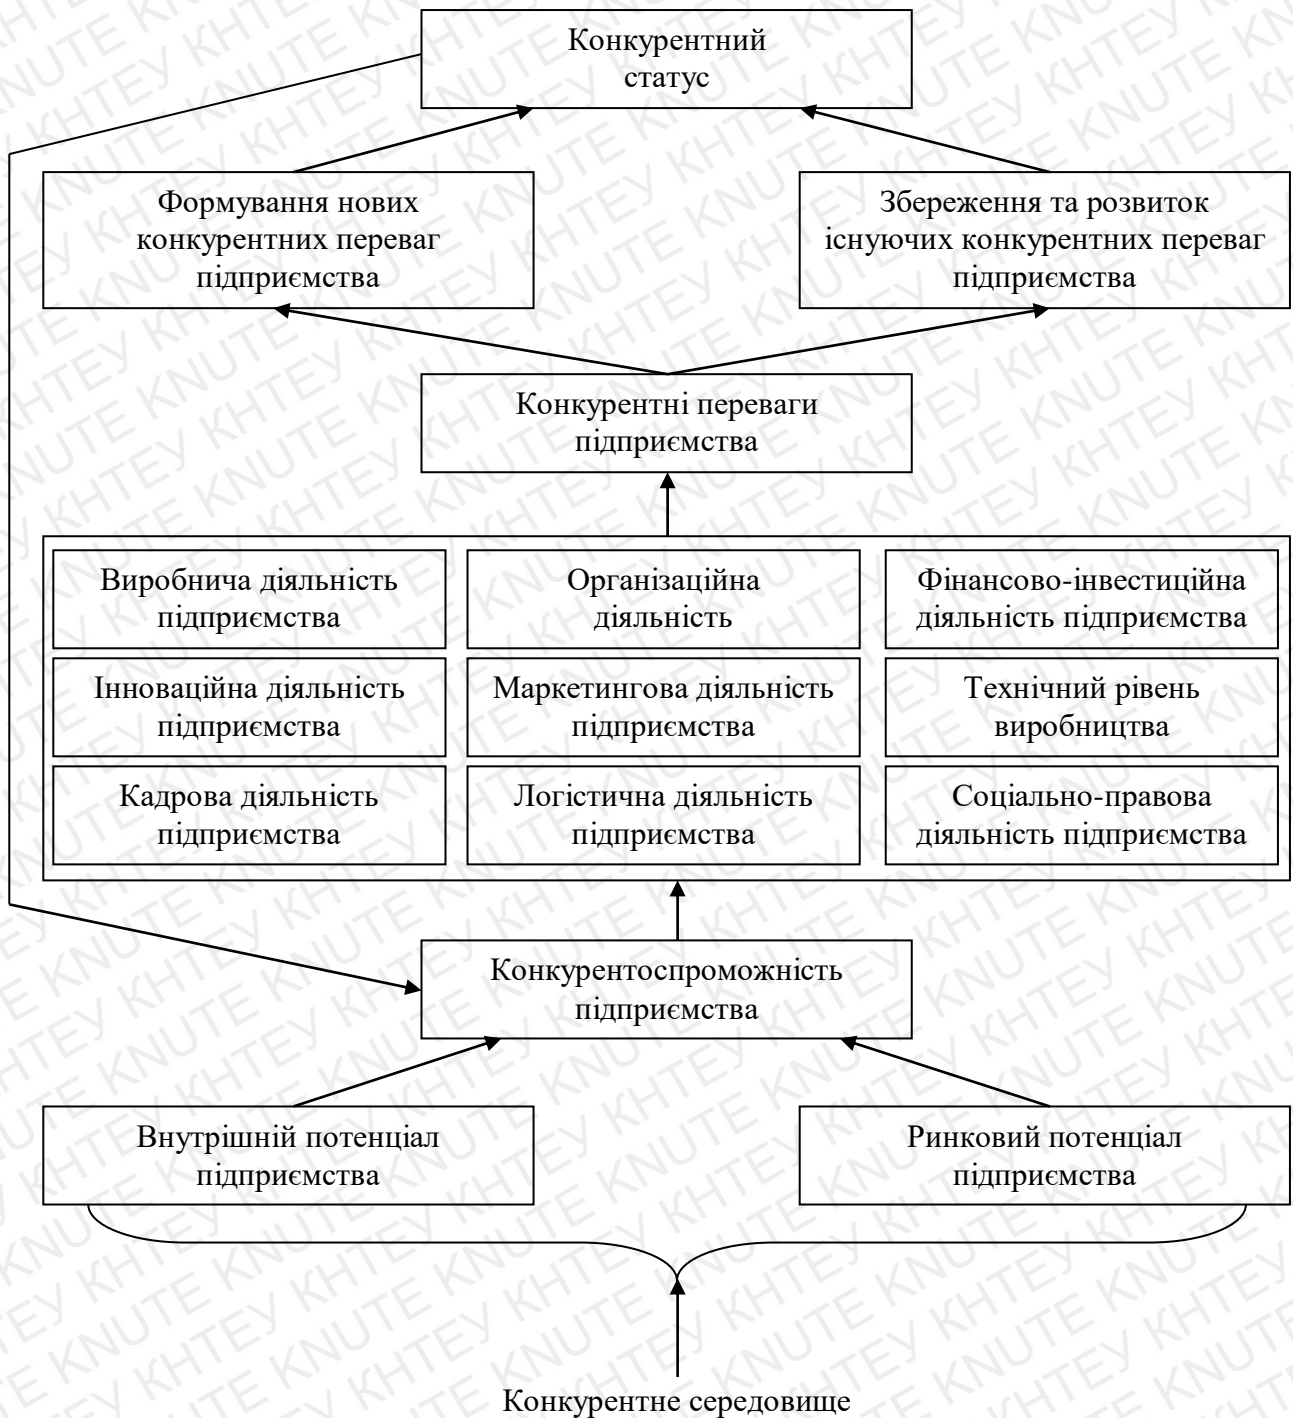 Конкурентний
статус
Формування нових
конкурентних переваг
підприємства
Збереження та розвиток
існуючих конкурентних переваг
підприємства
Конкурентні переваги
підприємства
Виробнича діяльність
підприємства
Організаційна
діяльність
Фінансово-інвестиційна
діяльність підприємства
Інноваційна діяльність
підприємства
Маркетингова діяльність
підприємства
Технічний рівень
виробництва
Кадрова діяльність
підприємства
Логістична діяльність
підприємства
Соціально-правова
діяльність підприємства
Конкурентоспроможність
підприємства
Внутрішній потенціал
підприємства
Ринковий потенціал
підприємства
Конкурентне середовище